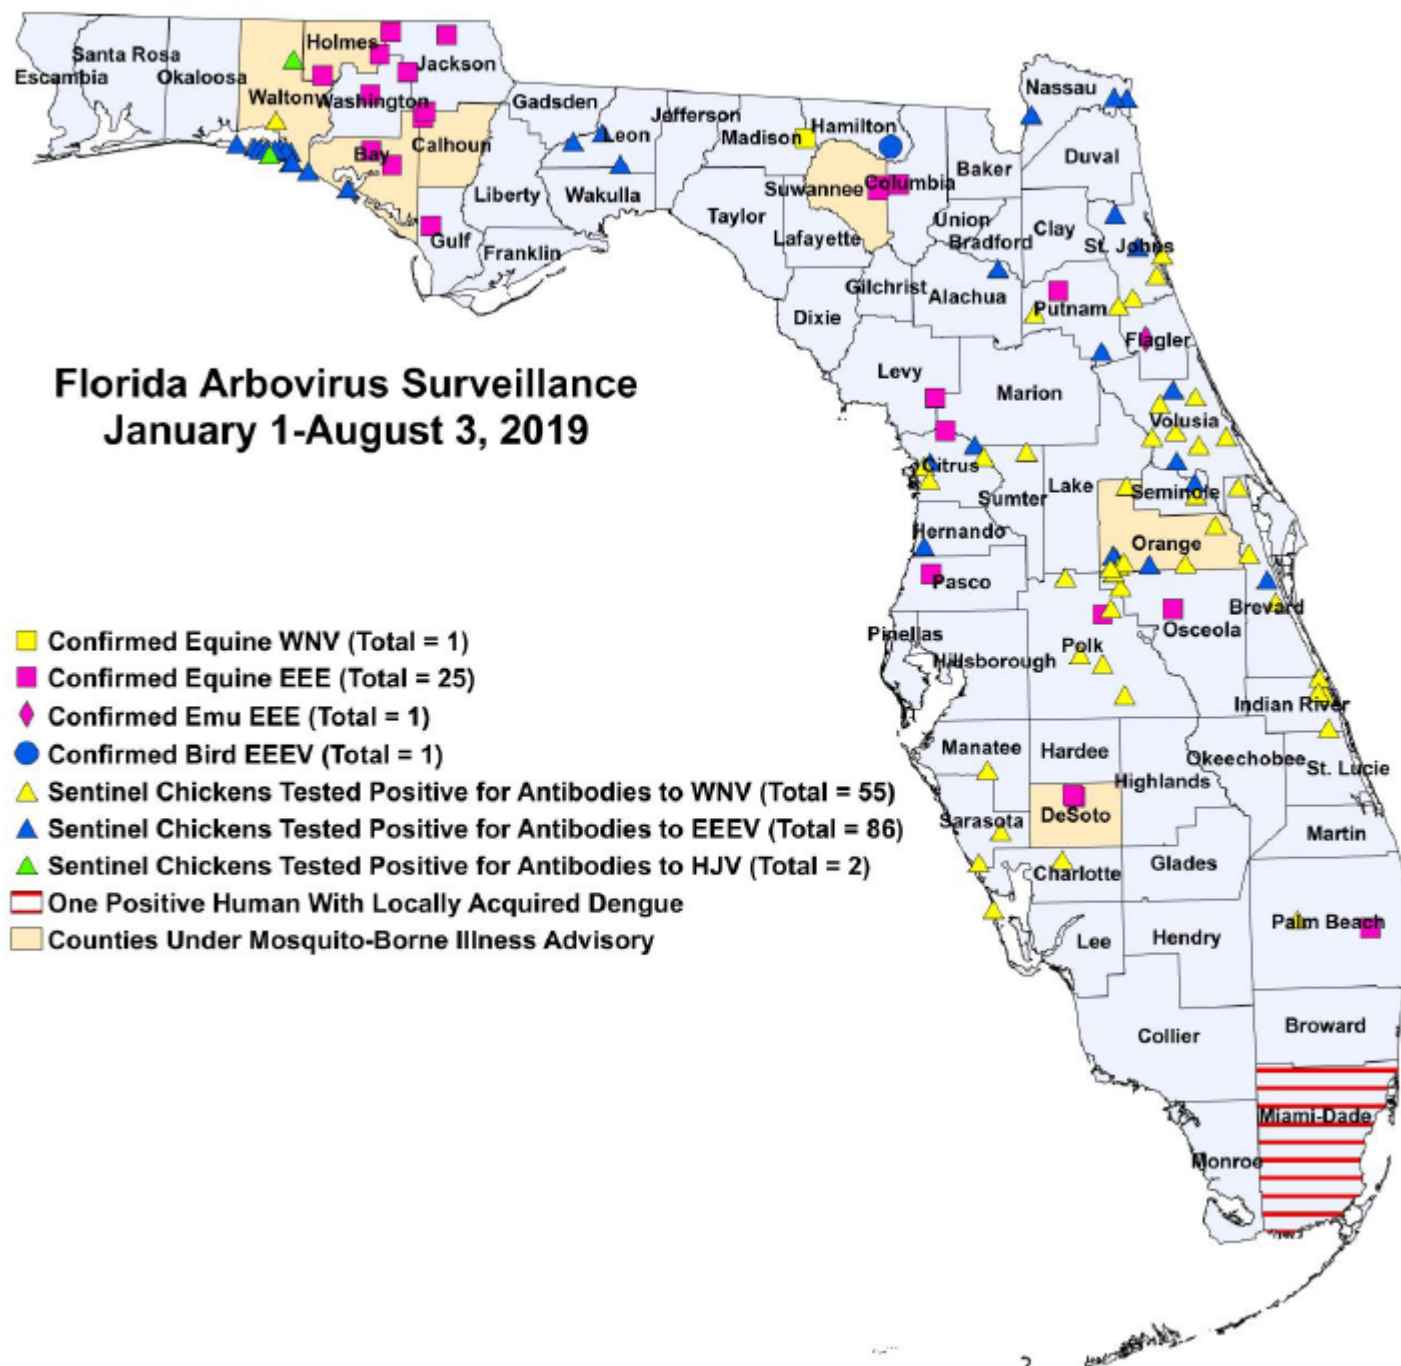 Holmes
Santa Rosa
Escambia
Okaloosa
Jackson
Walton
Washington
Gadsden
Jefferson
Leon
Madison
Hamilton
Nassau
Bay
Calhoun
Liberty
Wakulla
Suwannee
Columbia
Baker
Duval
Taylor
Lafayette
Union
Bradford
Clay
St. Johns
Gulf
Franklin
Gilchrist
Alachua
Dixie
Putnam
Flagler
Florida Arbovirus Surveillance
January 1-August 3, 2019
Levy
Marion
Volusia
Citrus
Sumter
Lake
Seminole
Hernando
Orange
Pasco
Brevard
Osceola
Pinellas
Hillsborough
Polk
Confirmed Equine WNV (Total = 1)
Confirmed Equine EEE (Total = 25)
Confirmed Emu EEE (Total = 1)
Confirmed Bird EEEV (Total = 1)
Sentinel Chickens Tested Positive for Antibodies to WNV (Total = 55)
Sentinel Chickens Tested Positive for Antibodies to EEEV (Total = 86)
Sentinel Chickens Tested Positive for Antibodies to HJV (Total = 2)
One Positive Human With Locally Acquired Dengue
Counties Under Mosquito-Borne Illness Advisory
Indian River
Manatee
Hardee
Okeechobee
St. Lucie
Highlands
Sarasota
DeSoto
Martin
Charlotte
Glades
Palm Beach
Lee
Hendry
Collier
Broward
Miami-Dade
Monroe